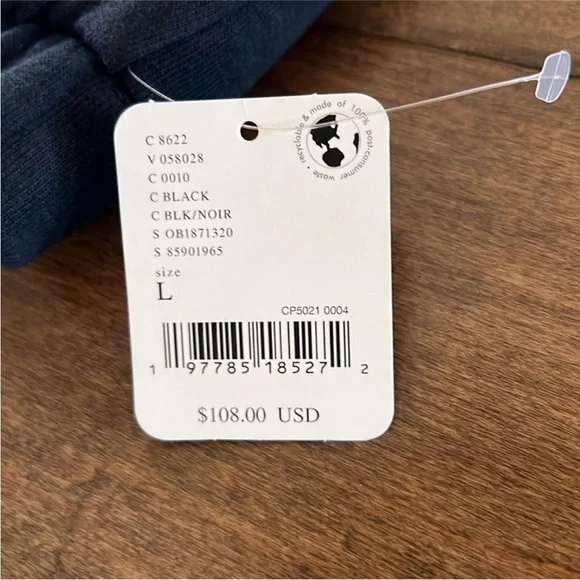 C 8622
V 058028
C 0010
C BLACK
C BLK/NOIR
S OB1871320
S 85901965
size
L
recyclable & made of 100% post-consumer waste •
CP5021 0004
1 97785 18527 2
$108.00 USD